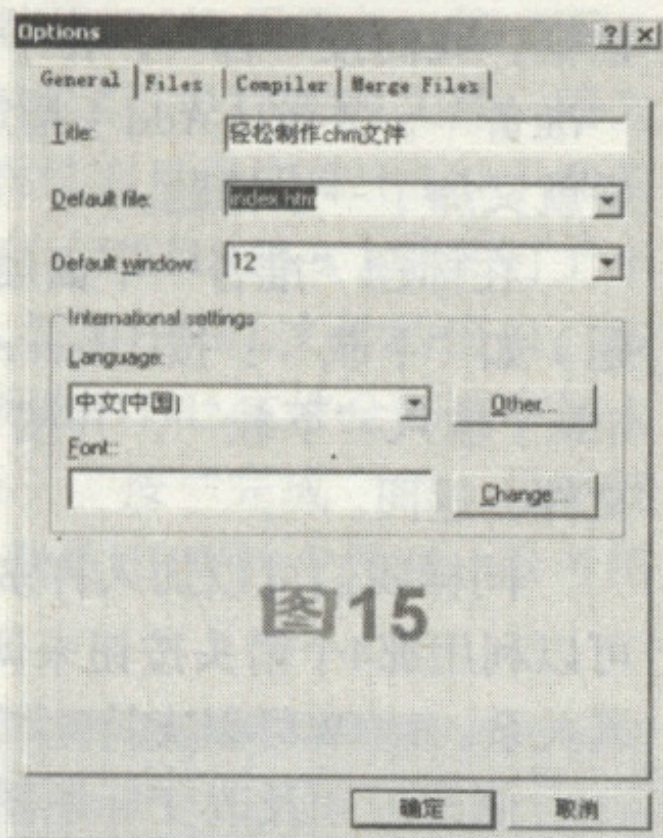 Options
General Files Compiler Merge Files
Title: 轻松制作chm文件
Default file: index.htm
Default window: 12
International settings
Language:
中文(中国) Other...
Font::
Change...
图15
确定 取消